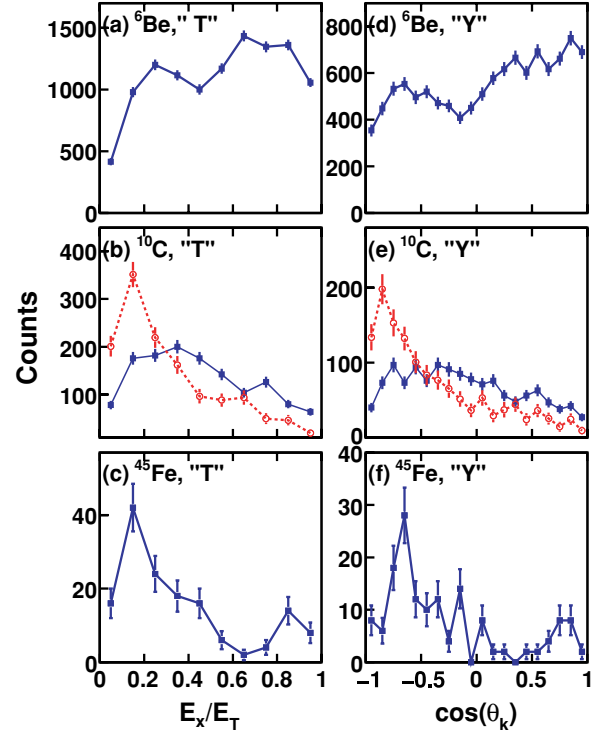 (a) ⁶Be," T"
1500
1000
500
0
(d) ⁶Be, "Y"
800
600
400
200
0
(b) ¹⁰C, "T"
400
300
200
100
(e) ¹⁰C, "Y"
200
100
0
Counts
(c) ⁴⁵Fe, "T"
40
20
0
0 0.2 0.4 0.6 0.8 1
Eₓ/E_T
(f) ⁴⁵Fe, "Y"
40
30
20
10
0
-1 -0.5 0 0.5 1
cos(θₖ)